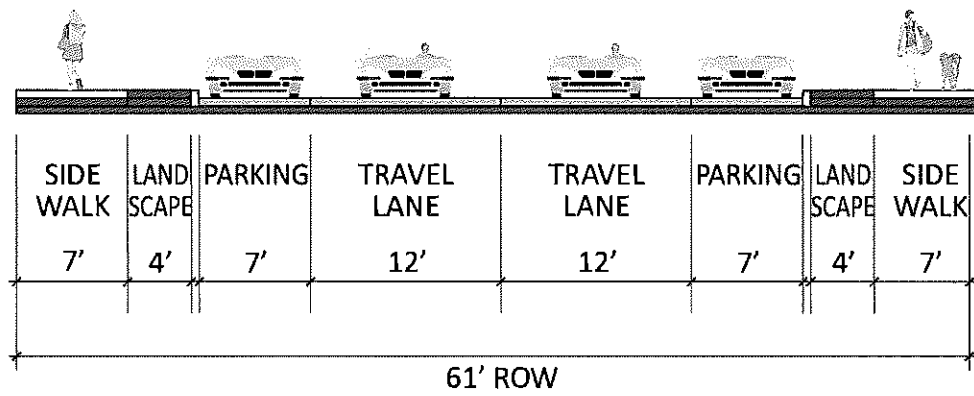 SIDE WALK
LAND SCAPE
PARKING
TRAVEL LANE
TRAVEL LANE
PARKING
LAND SCAPE
SIDE WALK
7' 4' 7' 12' 12' 7' 4' 7'
61' ROW